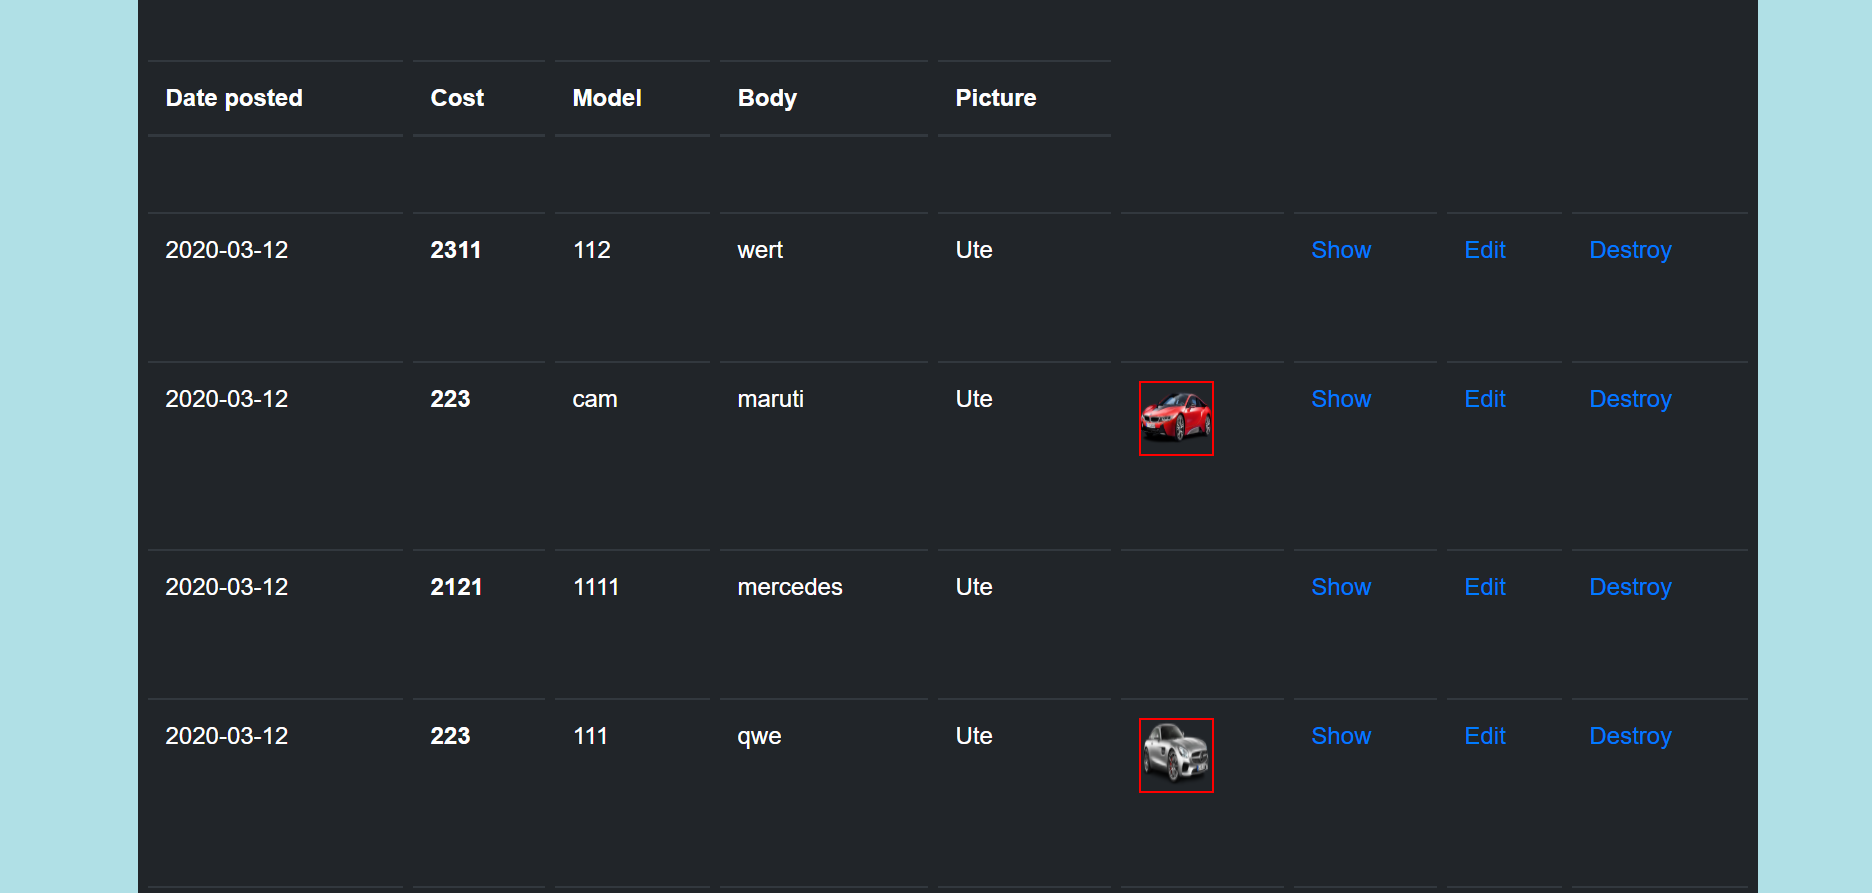 Date posted Cost Model Body Picture
2020-03-12 2311 112 wert Ute Show Edit Destroy
2020-03-12 223 cam maruti Ute Show Edit Destroy
2020-03-12 2121 1111 mercedes Ute Show Edit Destroy
2020-03-12 223 111 qwe Ute Show Edit Destroy